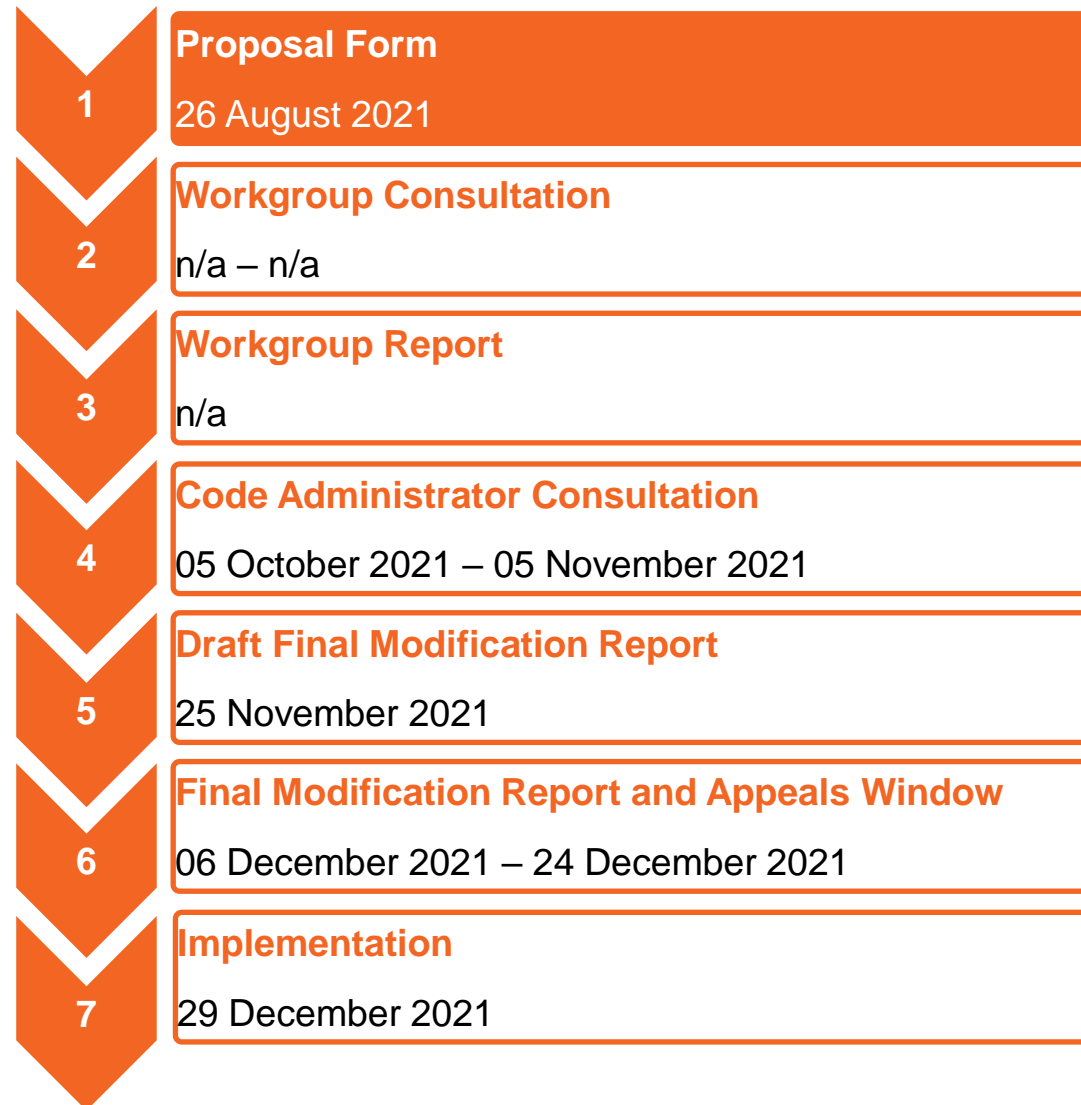 1
Proposal Form
26 August 2021
2
Workgroup Consultation
n/a – n/a
3
Workgroup Report
n/a
4
Code Administrator Consultation
05 October 2021 – 05 November 2021
5
Draft Final Modification Report
25 November 2021
6
Final Modification Report and Appeals Window
06 December 2021 – 24 December 2021
7
Implementation
29 December 2021